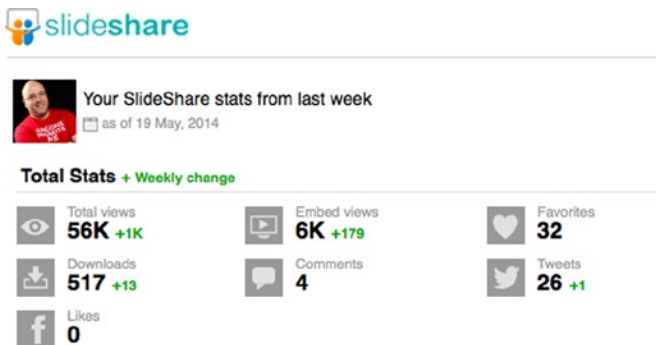 slideshare
Your SlideShare stats from last week
as of 19 May, 2014
Total Stats + Weekly change
Total views
56K +1K
Embed views
6K +179
Favorites
32
Downloads
517 +13
Comments
4
Tweets
26 +1
Likes
0